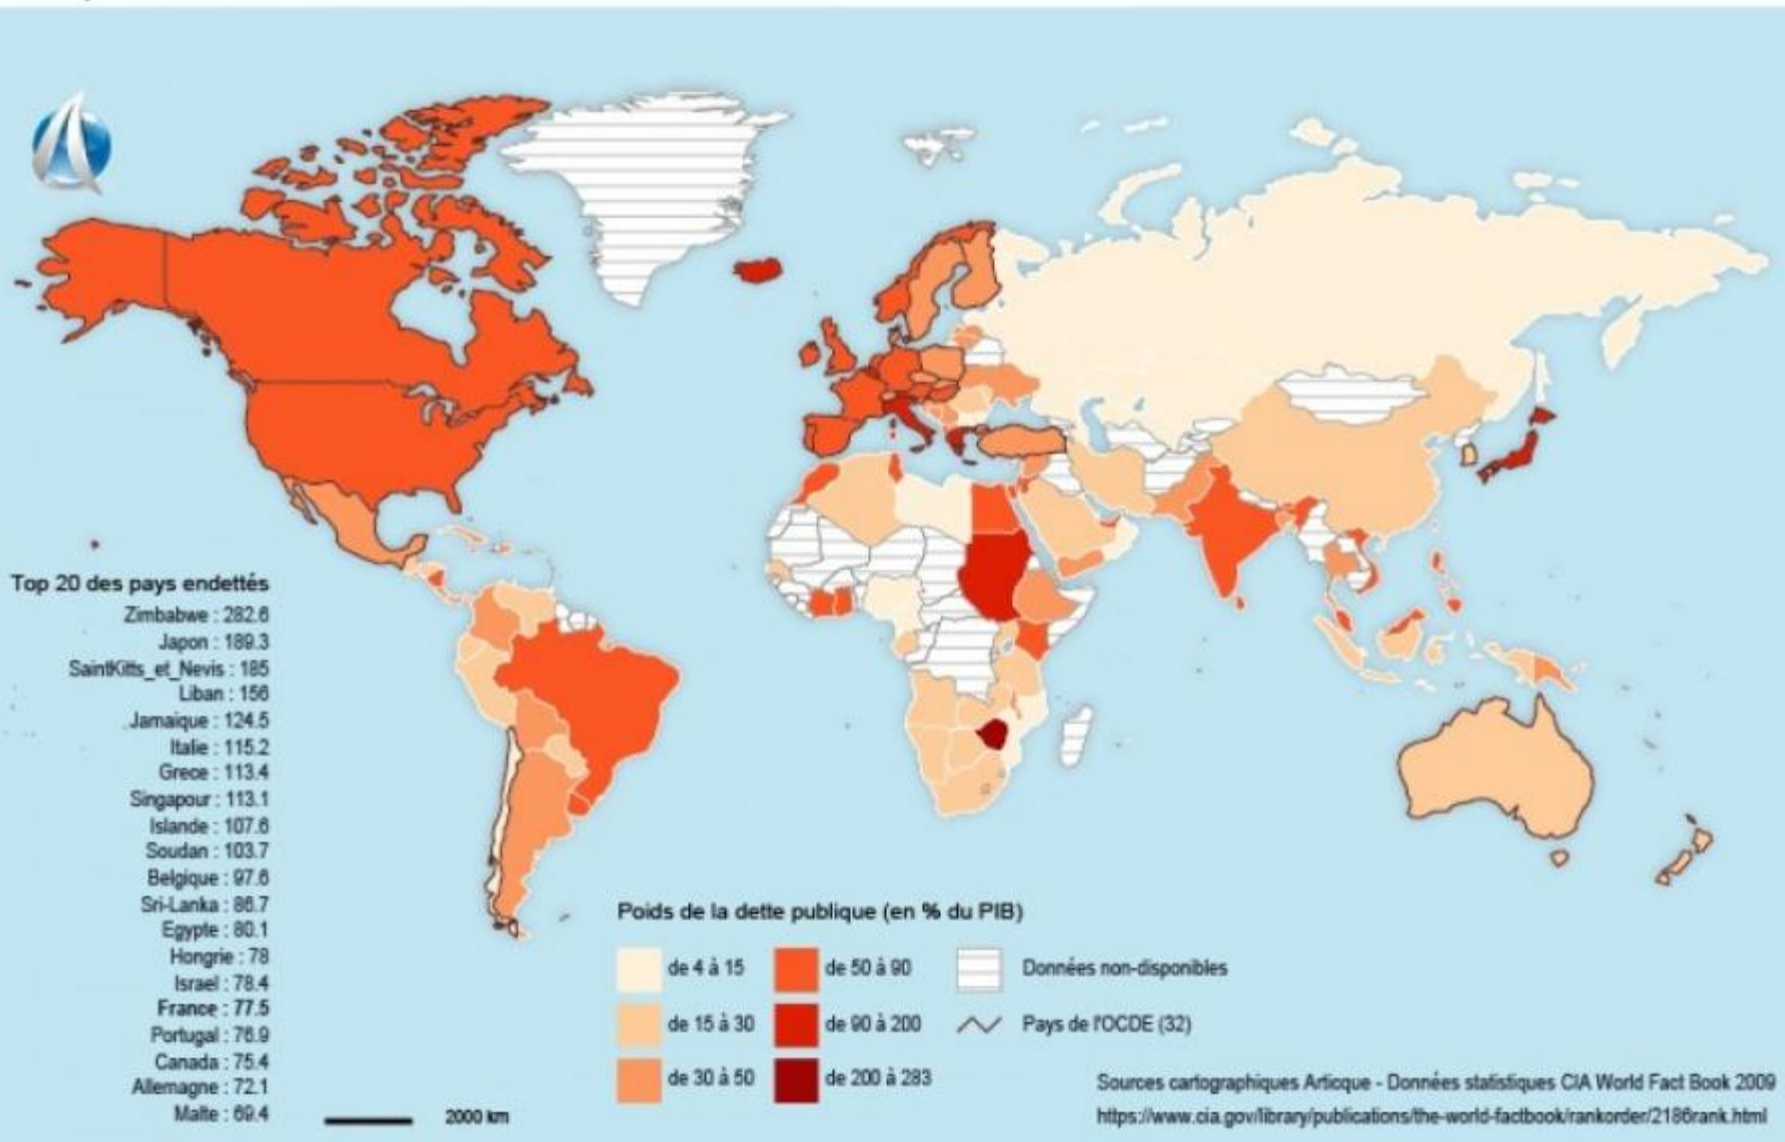 Top 20 des pays endettés
Zimbabwe : 282.6
Japon : 189.3
SaintKitts_et_Nevis : 185
Liban : 156
Jamaique : 124.5
Italie : 115.2
Grece : 113.4
Singapour : 113.1
Islande : 107.6
Soudan : 103.7
Belgique : 97.6
Sri-Lanka : 86.7
Egypte : 80.1
Hongrie : 78
Israel : 78.4
France : 77.5
Portugal : 76.9
Canada : 75.4
Allemagne : 72.1
Malte : 69.4
2000 km
Poids de la dette publique (en % du PIB)
de 4 à 15
de 15 à 30
de 30 à 50
de 50 à 90
de 90 à 200
de 200 à 283
Données non-disponibles
Pays de l'OCDE (32)
Sources cartographiques Articque - Données statistiques CIA World Fact Book 2009
https://www.cia.gov/library/publications/the-world-factbook/rankorder/2186rank.html